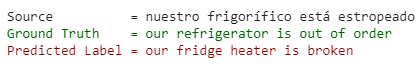 Source = nuestro frigorífico está estropeado
Ground Truth = our refrigerator is out of order
Predicted Label = our fridge heater is broken